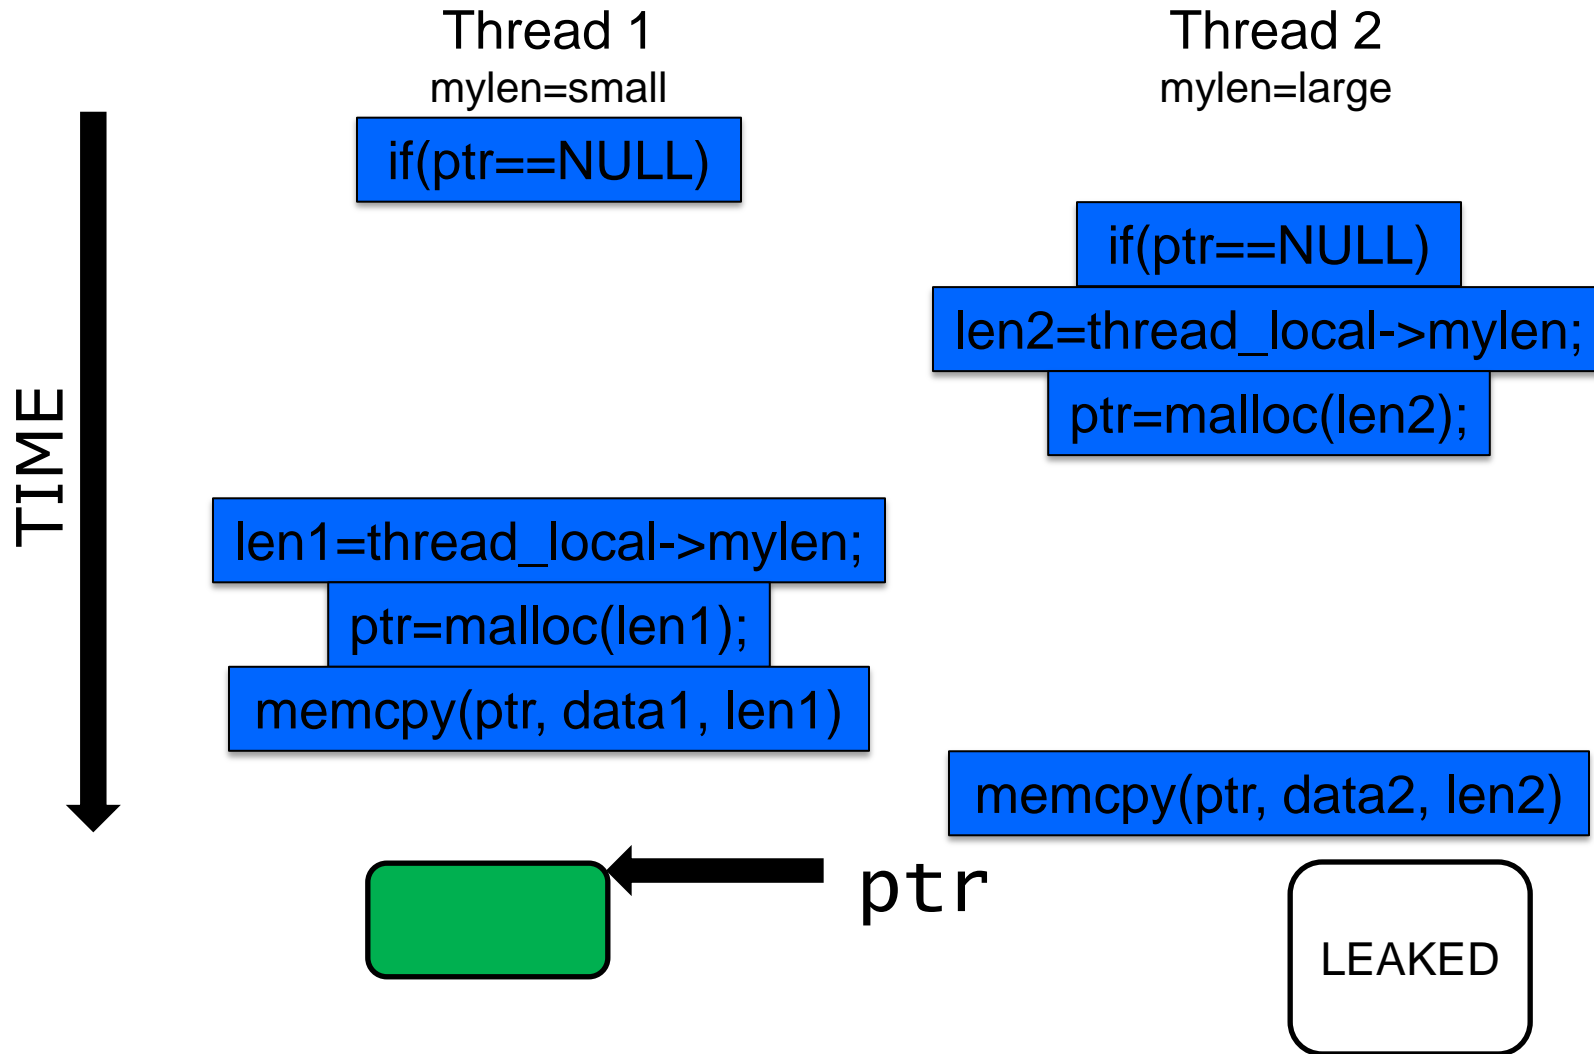 Thread 1
mylen=small
Thread 2
mylen=large
if(ptr==NULL)
if(ptr==NULL)
len2=thread_local->mylen;
ptr=malloc(len2);
TIME
len1=thread_local->mylen;
ptr=malloc(len1);
memcpy(ptr, data1, len1)
memcpy(ptr, data2, len2)
ptr
LEAKED